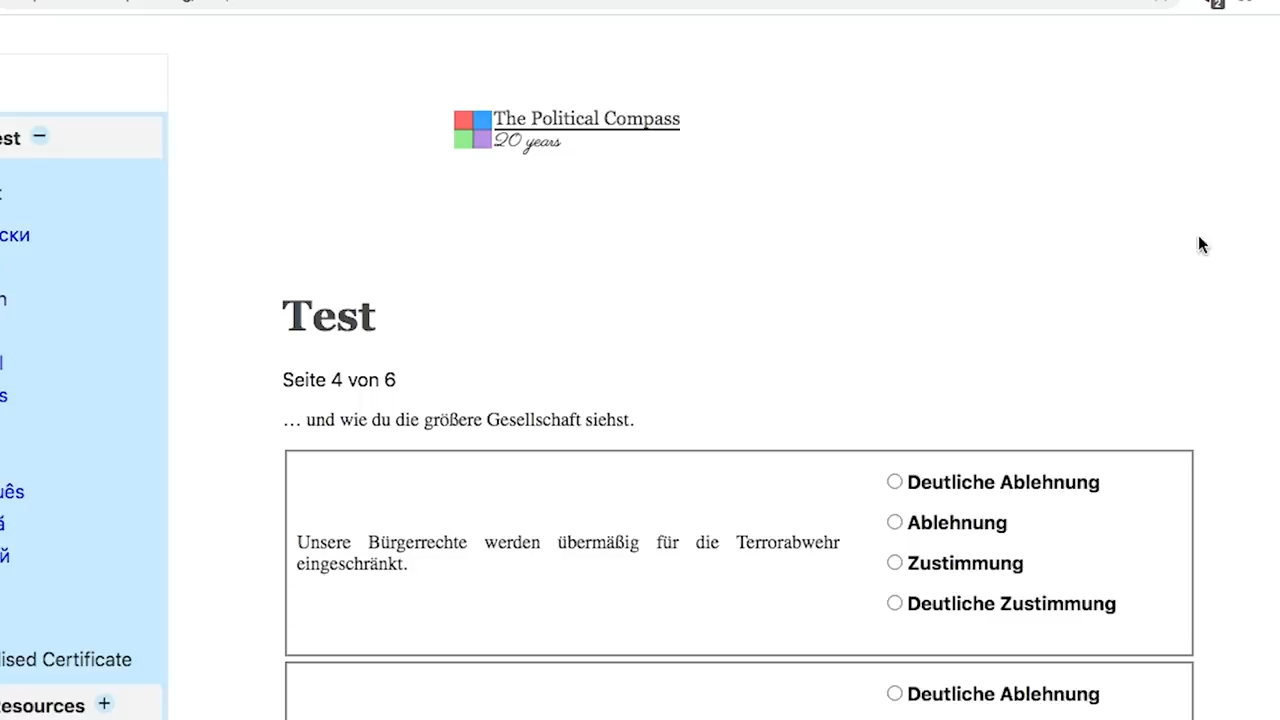 2
The Political Compass
20 years
est
ски
Test
Seite 4 von 6
… und wie du die größere Gesellschaft siehst.
Deutliche Ablehnung
Ablehnung
Unsere Bürgerrechte werden übermäßig für die Terrorabwehr
eingeschränkt.
Zustimmung
Deutliche Zustimmung
uês
ă
й
lised Certificate
esources
Deutliche Ablehnung